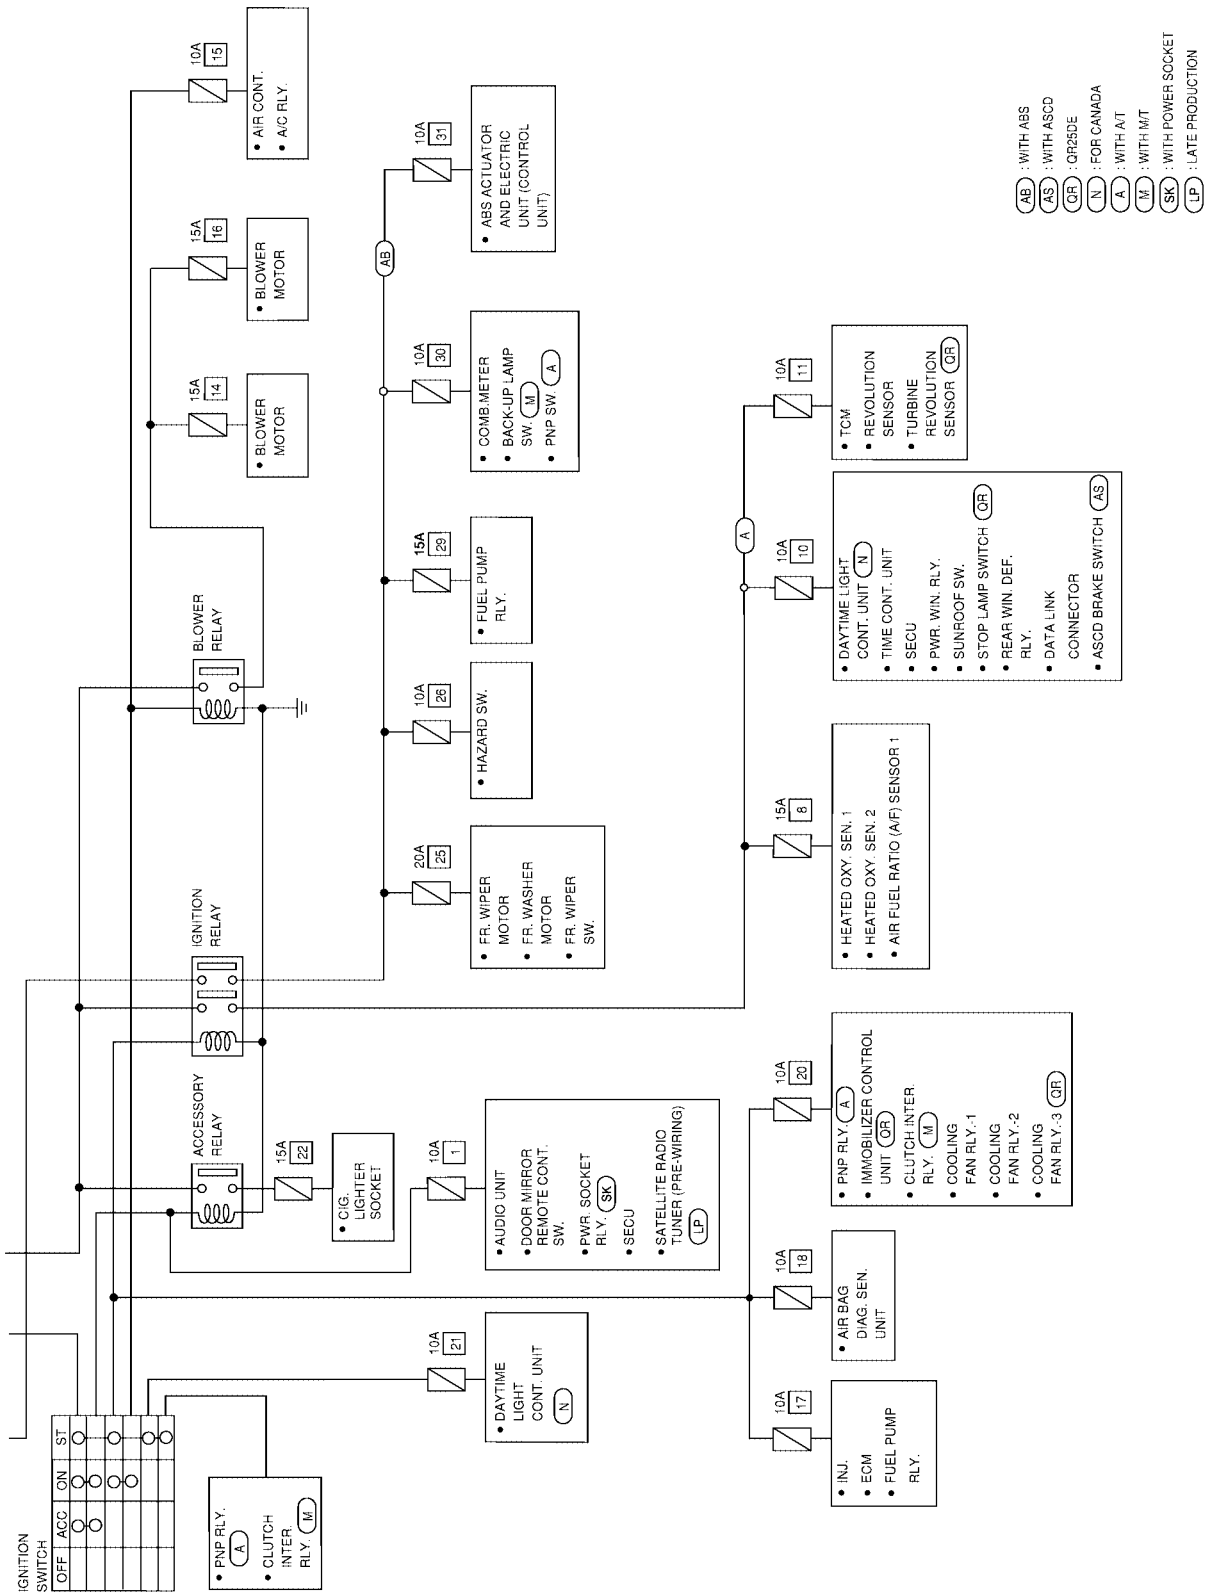 IGNITION
SWITCH
OFF ACC ON ST
• PNP RLY.
A
• CLUTCH
INTER.
RLY. M
10A
21
• DAYTIME
LIGHT
CONT. UNIT
N
ACCESSORY
RELAY
15A
22
• CIG.
LIGHTER
SOCKET
10A
1
• AUDIO UNIT
• DOOR MIRROR
REMOTE CONT.
SW.
• PWR. SOCKET
RLY. SK
• SECU
• SATELLITE RADIO
TUNER (PRE-WIRING)
LP
IGNITION
RELAY
BLOWER
RELAY
15A
14
• BLOWER
MOTOR
15A
16
• BLOWER
MOTOR
10A
15
• AIR CONT.
• A/C RLY.
20A
25
• FR. WIPER
MOTOR
• FR. WASHER
MOTOR
• FR. WIPER
SW.
10A
26
• HAZARD SW.
15A
29
• FUEL PUMP
RLY.
10A
30
• COMB.METER
• BACK-UP LAMP
SW. M
• PNP SW. A
AB
10A
31
• ABS ACTUATOR
AND ELECTRIC
UNIT (CONTROL
UNIT)
10A
17
• INJ.
• ECM
• FUEL PUMP
RLY.
10A
18
• AIR BAG
DIAG. SEN.
UNIT
10A
20
• PNP RLY. A
• IMMOBILIZER CONTROL
UNIT QR
• CLUTCH INTER.
RLY. M
• COOLING
FAN RLY.-1
• COOLING
FAN RLY.-2
• COOLING
FAN RLY.-3 QR
15A
8
• HEATED OXY. SEN. 1
• HEATED OXY. SEN. 2
• AIR FUEL RATIO (A/F) SENSOR 1
10A
10
• DAYTIME LIGHT
CONT. UNIT N
• TIME CONT. UNIT
• SECU
• PWR. WIN. RLY.
• SUNROOF SW.
• STOP LAMP SWITCH QR
• REAR WIN. DEF.
RLY.
• DATA LINK
CONNECTOR
• ASCD BRAKE SWITCH AS
A
10A
11
• TCM
• REVOLUTION
SENSOR
• TURBINE
REVOLUTION
SENSOR QR
AB : WITH ABS
AS : WITH ASCD
QR : QR25DE
N : FOR CANADA
A : WITH A/T
M : WITH M/T
SK : WITH POWER SOCKET
LP : LATE PRODUCTION